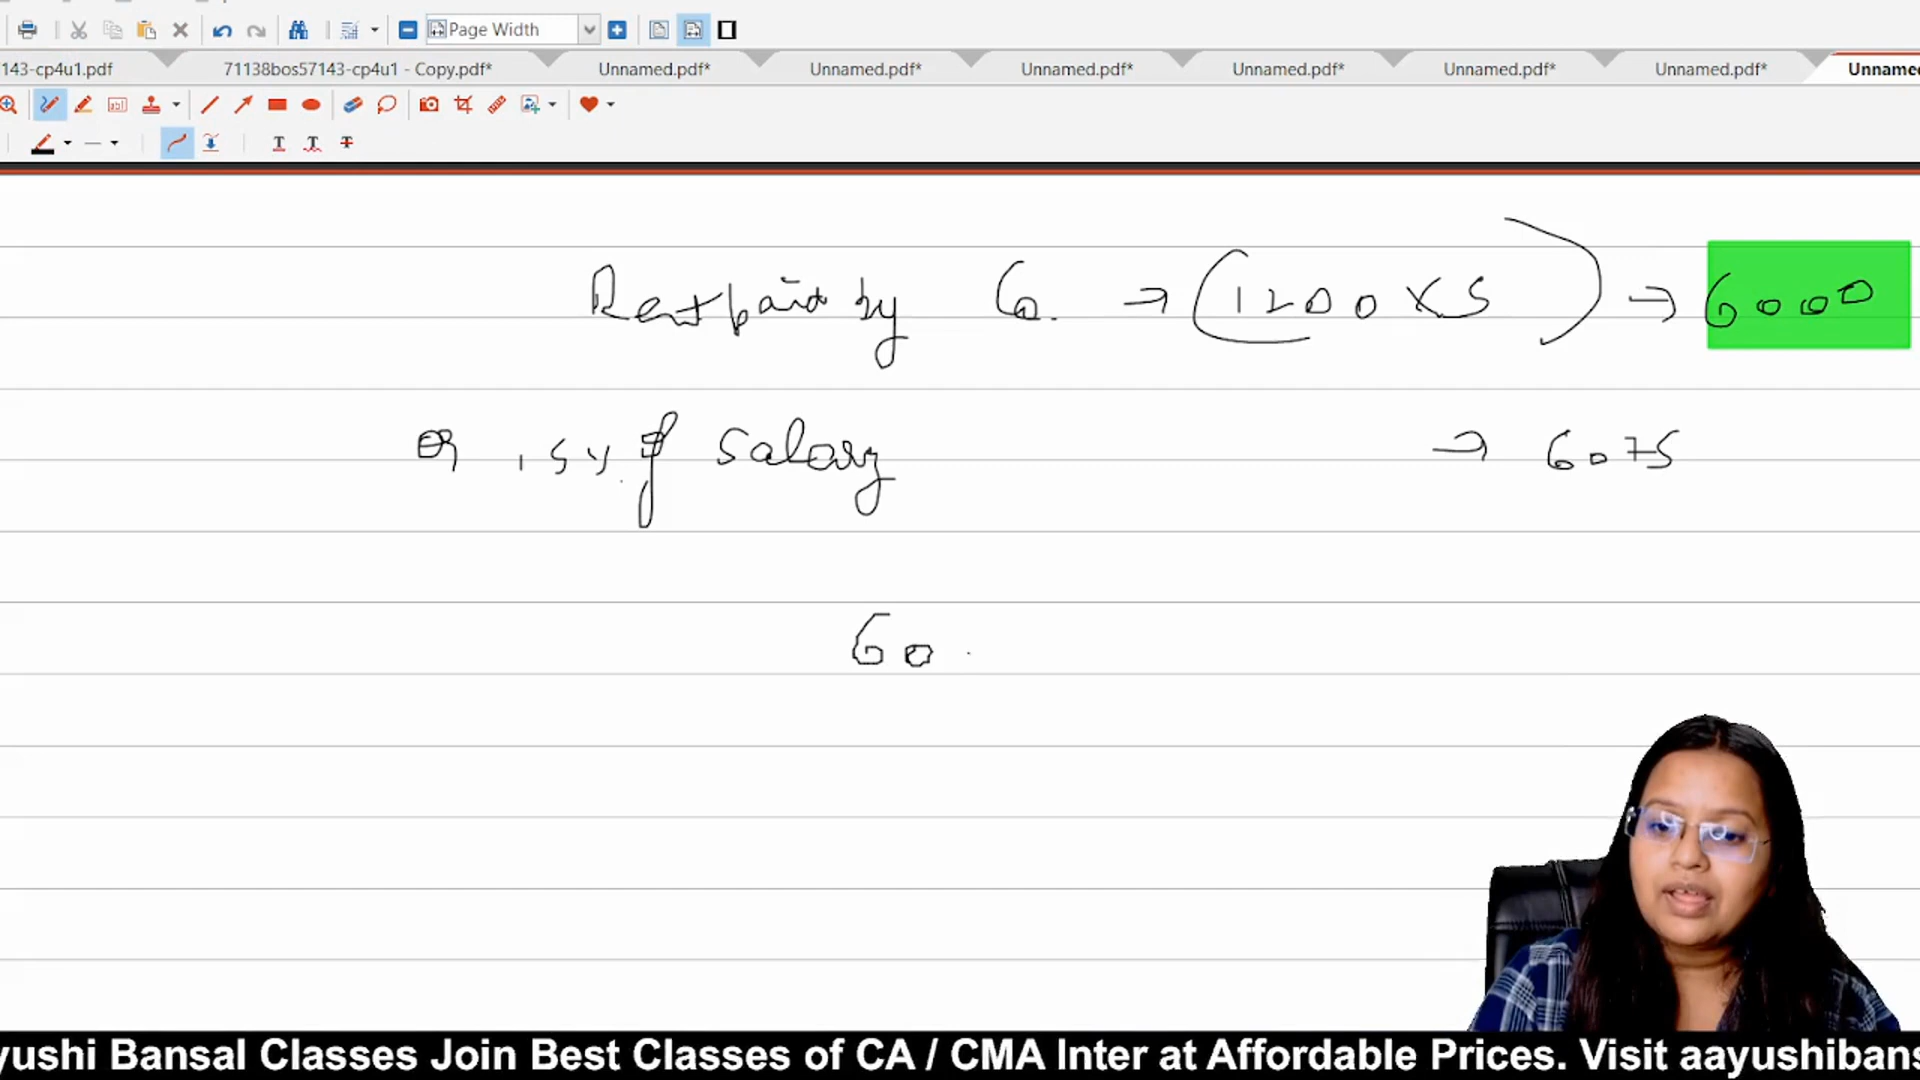 Page Width
143-cp4u1.pdf 71138bos57143-cp4u1 - Copy.pdf* Unnamed.pdf* Unnamed.pdf* Unnamed.pdf* Unnamed.pdf* Unnamed.pdf* Unnamed.pdf* Unnamed
Rent paid by Co. → (1200 x 5) → 6000
or 15% of salary → 6075
60
yushi Bansal Classes Join Best Classes of CA / CMA Inter at Affordable Prices. Visit aayushibans